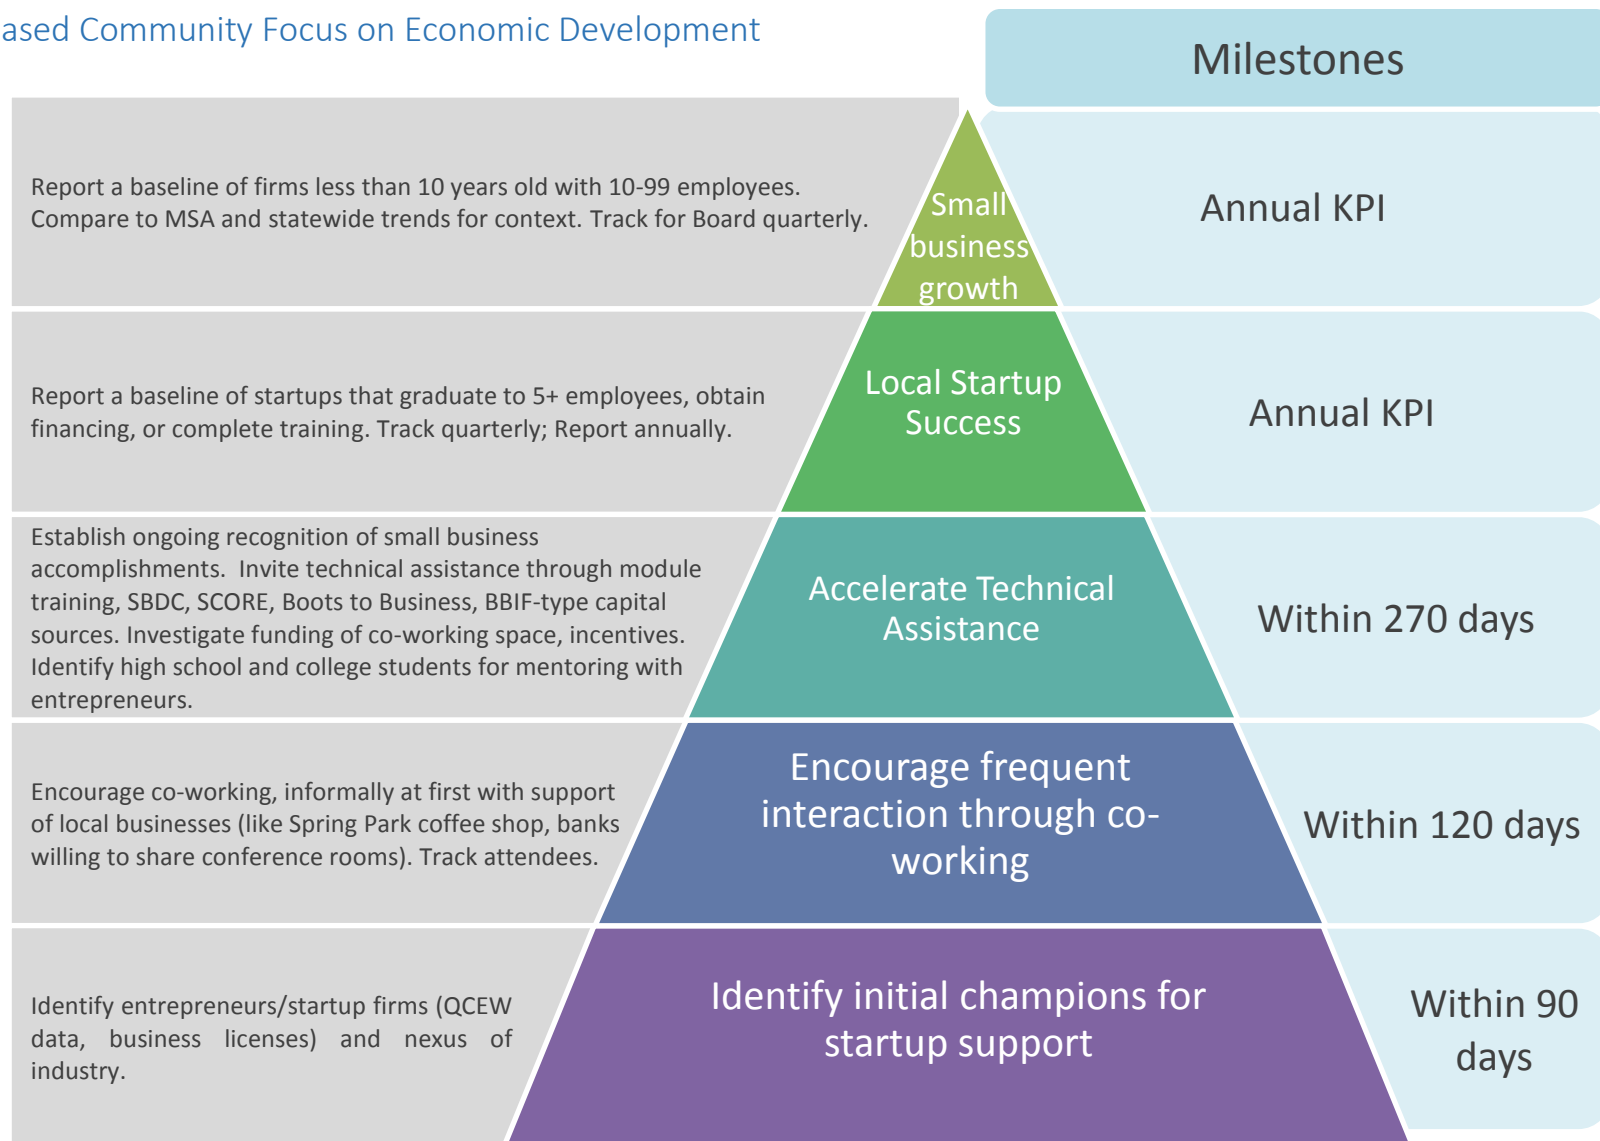 ased Community Focus on Economic Development
Milestones
Report a baseline of firms less than 10 years old with 10-99 employees.
Compare to MSA and statewide trends for context. Track for Board quarterly.
Small
business
growth
Annual KPI
Report a baseline of startups that graduate to 5+ employees, obtain
financing, or complete training. Track quarterly; Report annually.
Local Startup
Success
Annual KPI
Establish ongoing recognition of small business
accomplishments.  Invite technical assistance through module
training, SBDC, SCORE, Boots to Business, BBIF-type capital
sources. Investigate funding of co-working space, incentives.
Identify high school and college students for mentoring with
entrepreneurs.
Accelerate Technical
Assistance
Within 270 days
Encourage co-working, informally at first with support
of local businesses (like Spring Park coffee shop, banks
willing to share conference rooms). Track attendees.
Encourage frequent
interaction through co-
working
Within 120 days
Identify entrepreneurs/startup firms (QCEW
data, business licenses) and nexus of
industry.
Identify initial champions for
startup support
Within 90
days